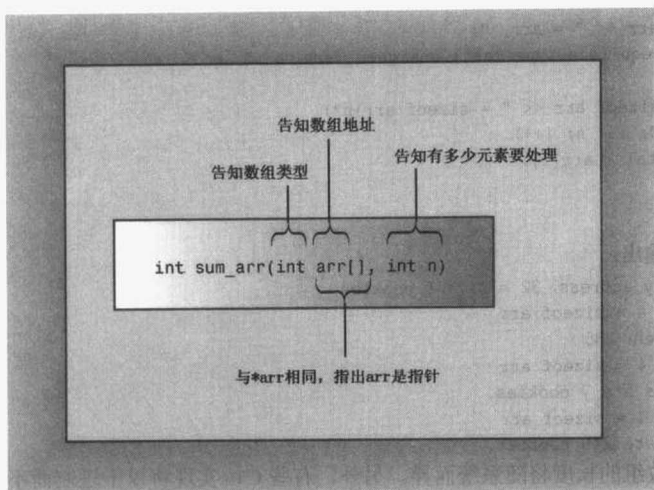 告知数组地址
告知数组类型
告知有多少元素要处理
int sum_arr(int arr[], int n)
与*arr相同，指出arr是指针